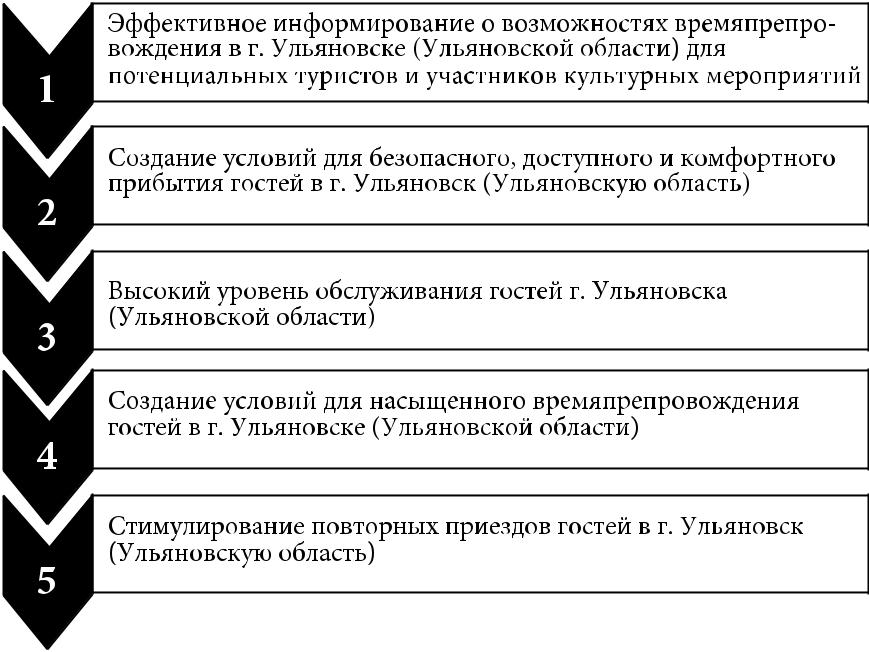 1
Эффективное информирование о возможностях времяпрепро-
вождения в г. Ульяновске (Ульяновской области) для
потенциальных туристов и участников культурных мероприятий
2
Создание условий для безопасного, доступного и комфортного
прибытия гостей в г. Ульяновск (Ульяновскую область)
3
Высокий уровень обслуживания гостей г. Ульяновска
(Ульяновской области)
4
Создание условий для насыщенного времяпрепровождения
гостей в г. Ульяновске (Ульяновской области)
5
Стимулирование повторных приездов гостей в г. Ульяновск
(Ульяновскую область)